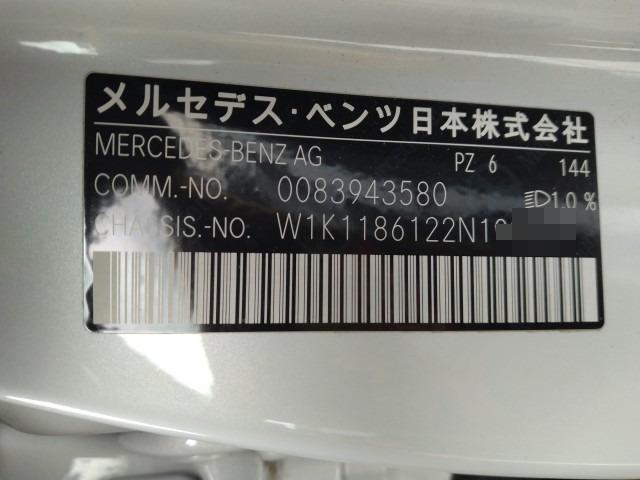 メルセデス・ベンツ日本株式会社
MERCEDES-BENZ AG PZ 6 144
COMM.-NO. 0083943580 1.0 %
CHASSIS.-NO. W1K1186122N1